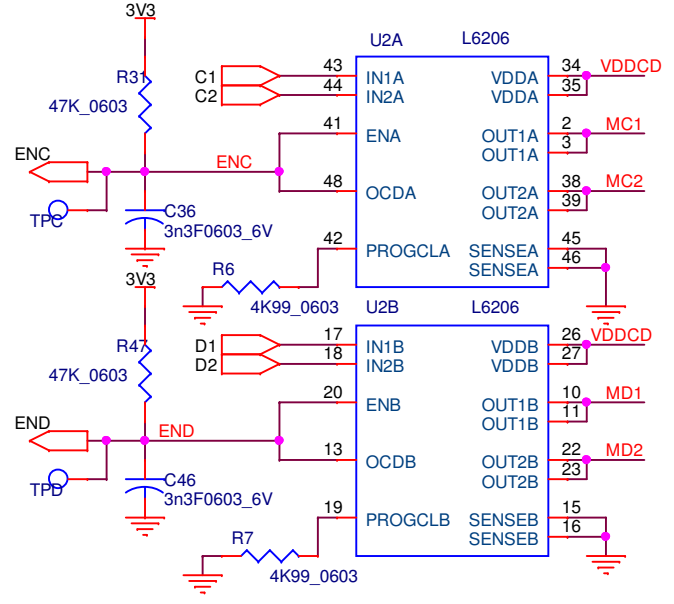 3V3
U2A L6206
R31
47K_0603
C1 43 IN1A VDDA 34 VDDCD
C2 44 IN2A VDDA 35
41 ENA OUT1A 2 MC1
OUT1A 3
ENC ENC
48 OCDA OUT2A 38 MC2
OUT2A 39
TPC
C36
3n3F0603_6V
42 PROGCLA SENSEA 45
SENSEA 46
R6
4K99_0603
3V3
U2B L6206
R47
47K_0603
D1 17 IN1B VDDB 26 VDDCD
D2 18 IN2B VDDB 27
20 ENB OUT1B 10 MD1
OUT1B 11
END END
13 OCDB OUT2B 22 MD2
OUT2B 23
TPD
C46
3n3F0603_6V
19 PROGCLB SENSEB 15
SENSEB 16
R7
4K99_0603